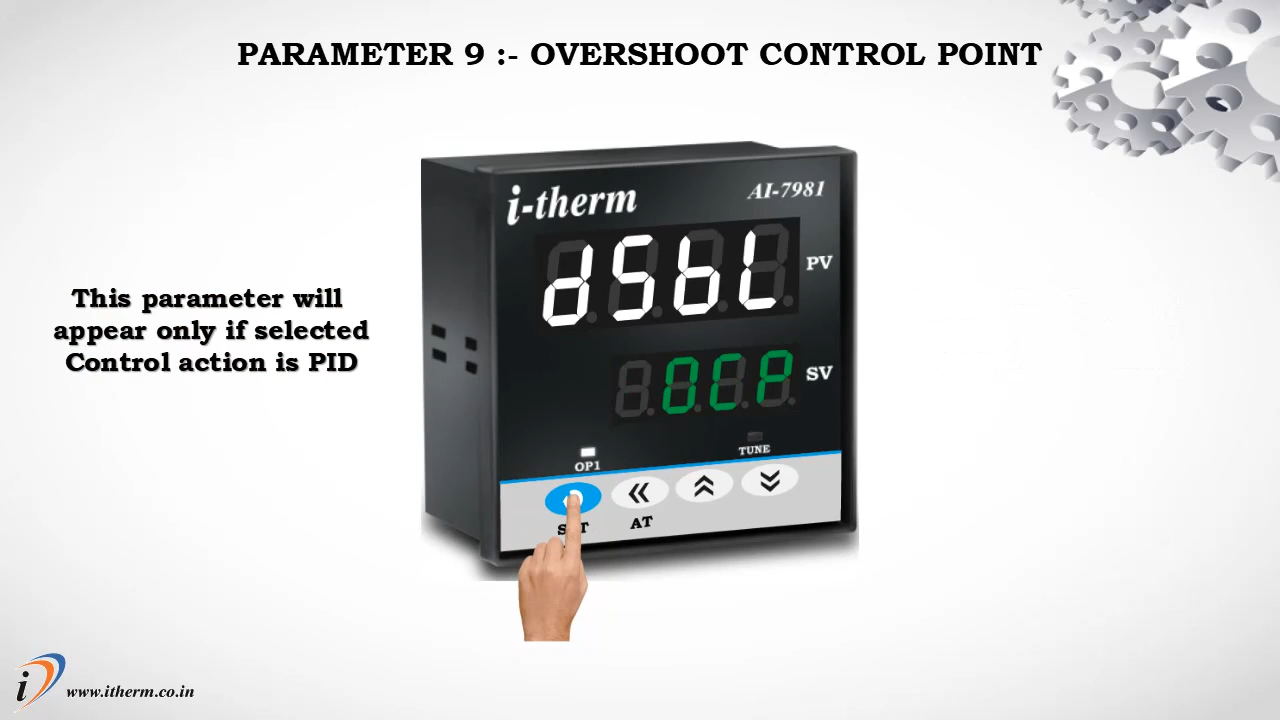 PARAMETER 9 :- OVERSHOOT CONTROL POINT
i-therm
AI-7981
dSbL
PV
This parameter will
appear only if selected
Control action is PID
OCP
SV
OP1
TUNE
AT
i
www.itherm.co.in